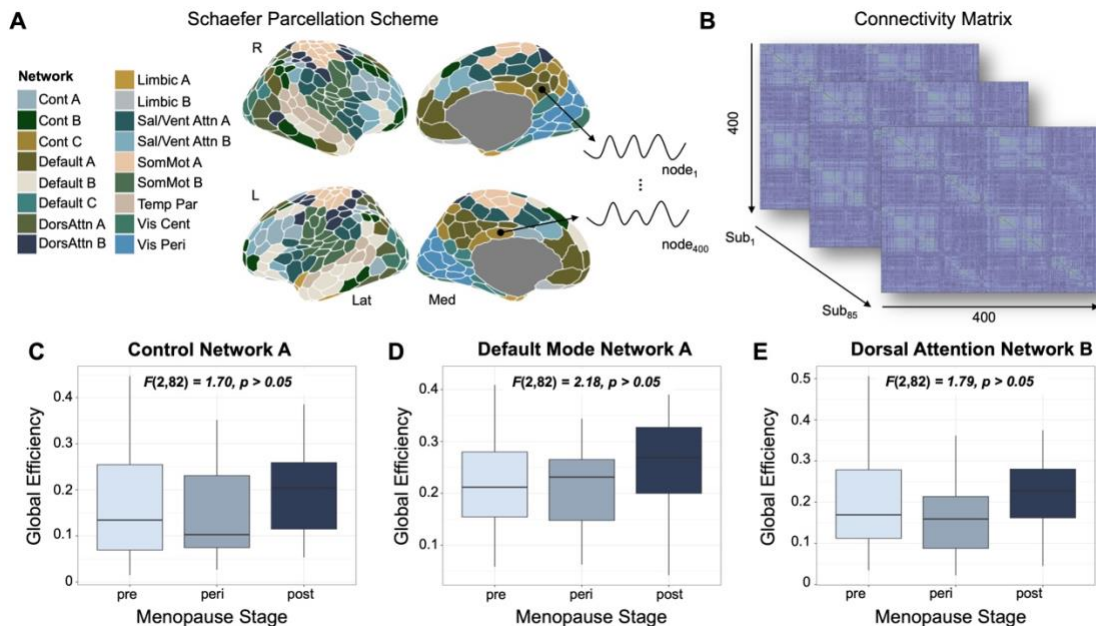 A
Schaefer Parcellation Scheme
Network
Cont A
Cont B
Cont C
Default A
Default B
Default C
DorsAttn A
DorsAttn B
Limbic A
Limbic B
Sal/Vent Attn A
Sal/Vent Attn B
SomMot A
SomMot B
Temp Par
Vis Cent
Vis Peri
R
L
Lat
Med
node1
...
node400
B
Connectivity Matrix
400
Sub1
Sub85
400
C
Control Network A
F(2,82) = 1.70, p > 0.05
Global Efficiency
0.4
0.3
0.2
0.1
0
pre
peri
post
Menopause Stage
D
Default Mode Network A
F(2,82) = 2.18, p > 0.05
Global Efficiency
0.4
0.3
0.2
0.1
pre
peri
post
Menopause Stage
E
Dorsal Attention Network B
F(2,82) = 1.79, p > 0.05
Global Efficiency
0.5
0.4
0.3
0.2
0.1
0
pre
peri
post
Menopause Stage